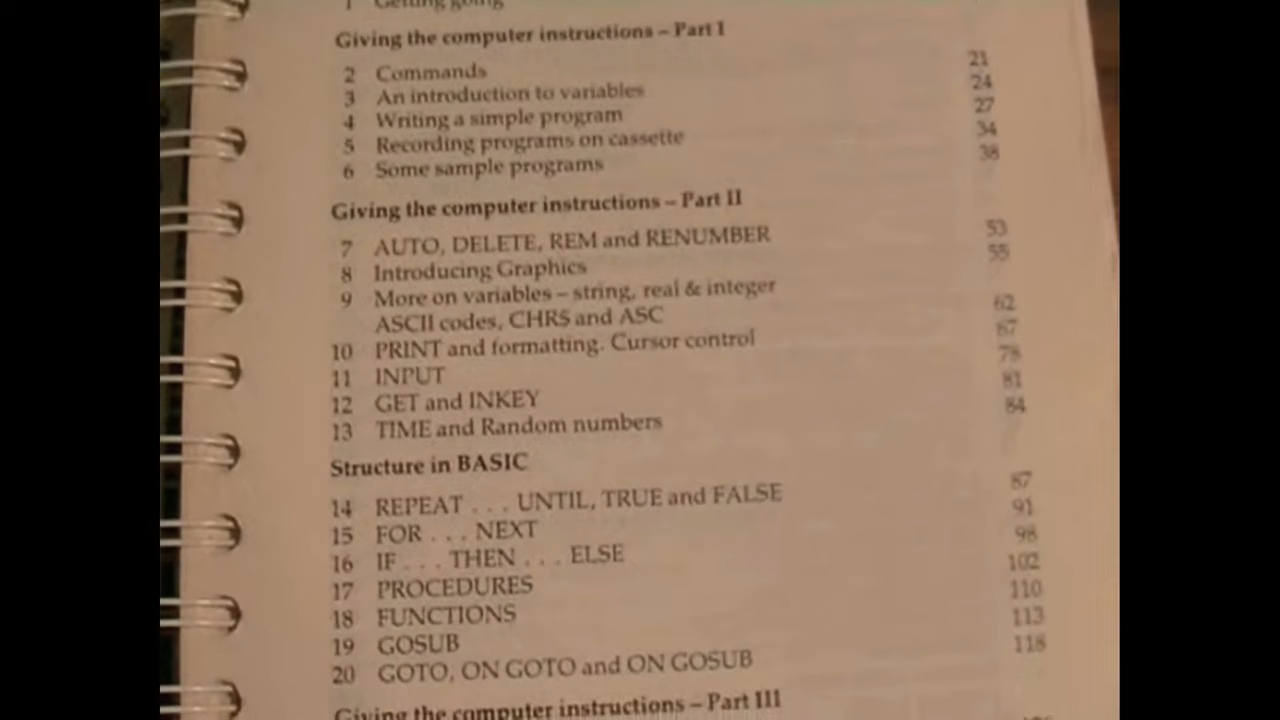 1 Getting going
Giving the computer instructions – Part I
2 Commands 21
3 An introduction to variables 24
4 Writing a simple program 27
5 Recording programs on cassette 34
6 Some sample programs 38
Giving the computer instructions – Part II
7 AUTO, DELETE, REM and RENUMBER 53
8 Introducing Graphics 55
9 More on variables – string, real & integer
ASCII codes, CHR$ and ASC 62
10 PRINT and formatting. Cursor control 67
11 INPUT 78
12 GET and INKEY 81
13 TIME and Random numbers 84
Structure in BASIC
14 REPEAT . . . UNTIL, TRUE and FALSE 87
15 FOR . . . NEXT 91
16 IF . . . THEN . . . ELSE 98
17 PROCEDURES 102
18 FUNCTIONS 110
19 GOSUB 113
20 GOTO, ON GOTO and ON GOSUB 118
Giving the computer instructions – Part III